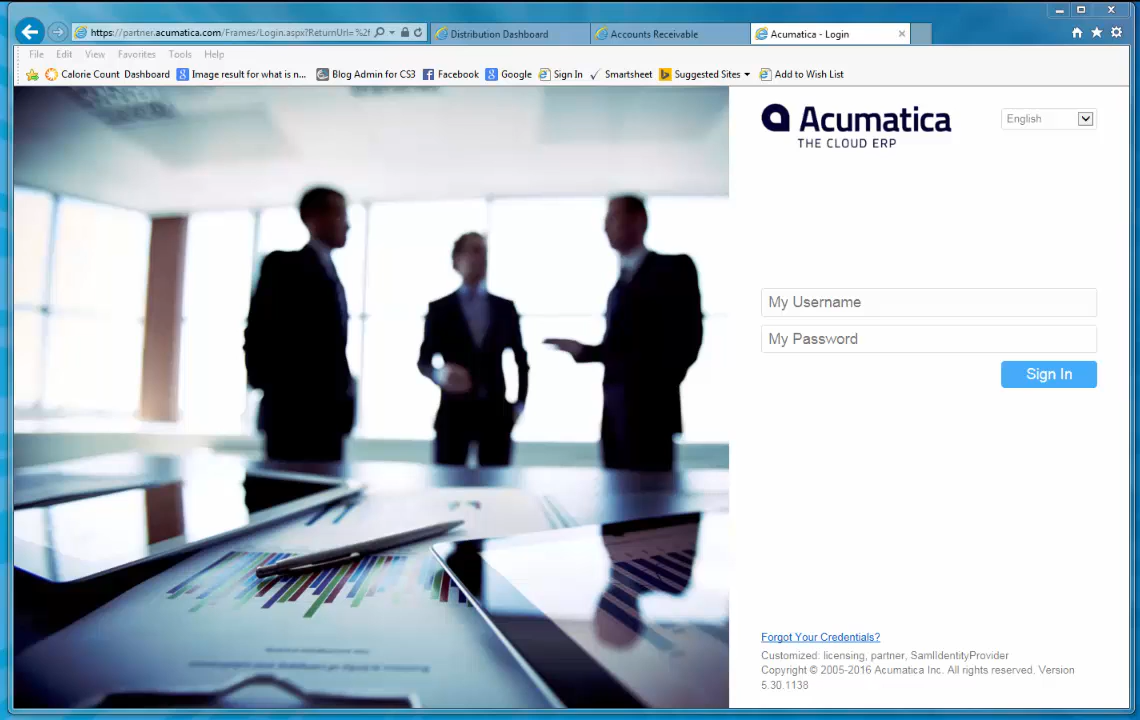 https://partner.acumatica.com/Frames/Login.aspx?ReturnUrl=%2f
Distribution Dashboard
Accounts Receivable
Acumatica - Login
File Edit View Favorites Tools Help
Calorie Count Dashboard Image result for what is n... Blog Admin for CS3 Facebook Google Sign In Smartsheet Suggested Sites Add to Wish List
Acumatica
THE CLOUD ERP
English
My Username
My Password
Sign In
Forgot Your Credentials?
Customized: licensing, partner, SamlIdentityProvider
Copyright © 2005-2016 Acumatica Inc. All rights reserved. Version
5.30.1138